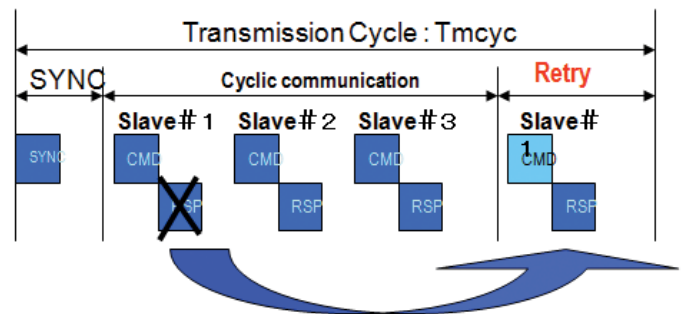 Transmission Cycle : Tmcyc
SYNC
Cyclic communication
Retry
Slave＃1
Slave＃2
Slave＃3
Slave＃
1
SYNC
CMD
CMD
CMD
CMD
RSP
RSP
RSP
RSP